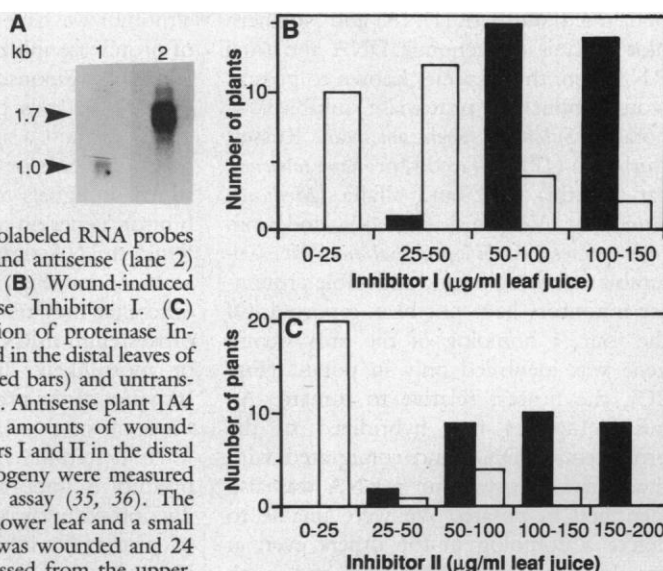 A
kb
2
1.7
1.0
olabeled RNA probes
nd antisense (lane 2)
(B) Wound-induced
se Inhibitor I. (C)
ion of proteinase In-
d in the distal leaves of
ed bars) and untrans-
. Antisense plant 1A4
amounts of wound-
rs I and II in the distal
ogeny were measured
assay (35, 36). The
ower leaf and a small
was wounded and 24
ssed from the upper
B
Number of plants
10
0
0-25 25-50 50-100 100-150
Inhibitor I (µg/ml leaf juice)
C
Number of plants
20
10
0
0-25 25-50 50-100 100-150 150-200
Inhibitor II (µg/ml leaf juice)